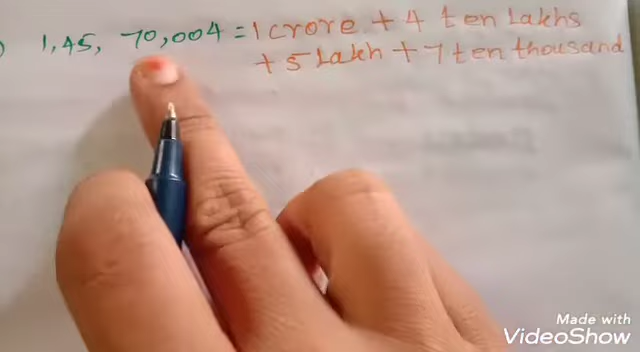 ) 1,45, 70,004 = 1 crore + 4 ten lakhs
+ 5 lakh + 7 ten thousand
Made with
VideoShow